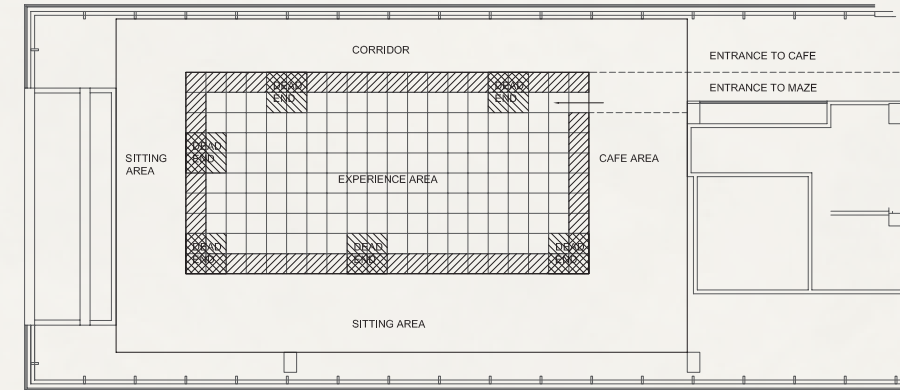 CORRIDOR
ENTRANCE TO CAFE
DEAD
END
DEAD
END
ENTRANCE TO MAZE
DEAD
END
SITTING
AREA
CAFE AREA
EXPERIENCE AREA
DEAD
END
DEAD
END
DEAD
END
SITTING AREA